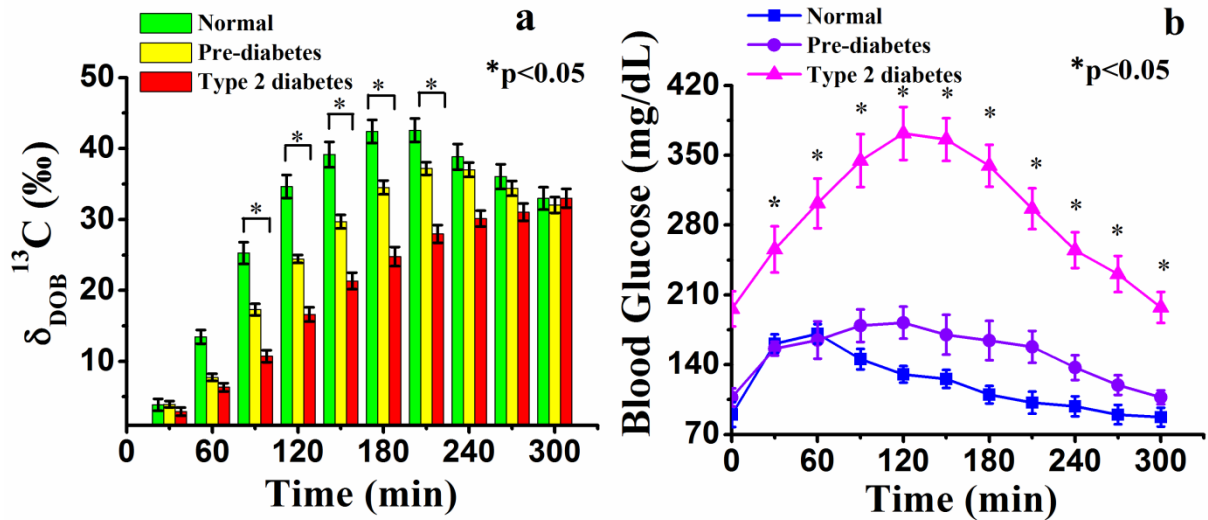 a
Normal
Pre-diabetes
Type 2 diabetes
*p<0.05
50
40
30
20
10
δDOB 13C (‰)
* * * * * *
0 60 120 180 240 300
Time (min)
b
Normal
Pre-diabetes
Type 2 diabetes
*p<0.05
420
350
280
210
140
70
Blood Glucose (mg/dL)
* * * * * * * * * *
0 60 120 180 240 300
Time (min)